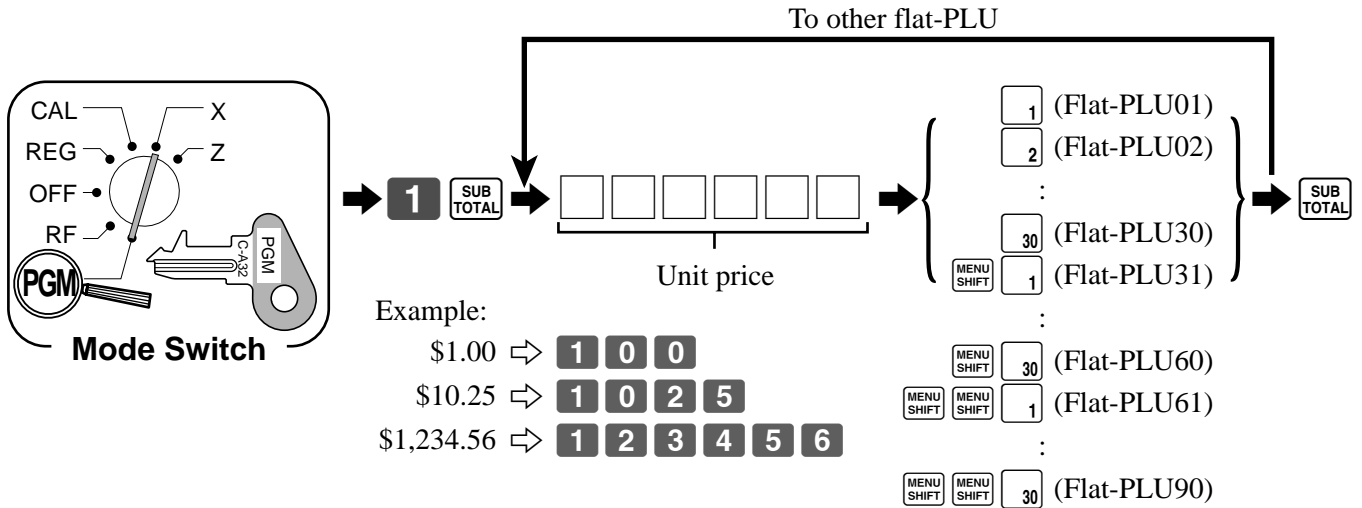 To other flat-PLU
CAL
X
REG
Z
OFF
RF
PGM
C-A32
PGM
Mode Switch
1 SUB TOTAL
Unit price
1 (Flat-PLU01)
2 (Flat-PLU02)
:
30 (Flat-PLU30)
MENU SHIFT 1 (Flat-PLU31)
:
MENU SHIFT 30 (Flat-PLU60)
MENU SHIFT MENU SHIFT 1 (Flat-PLU61)
:
MENU SHIFT MENU SHIFT 30 (Flat-PLU90)
SUB TOTAL
Example:
$1.00 ⇨ 1 0 0
$10.25 ⇨ 1 0 2 5
$1,234.56 ⇨ 1 2 3 4 5 6